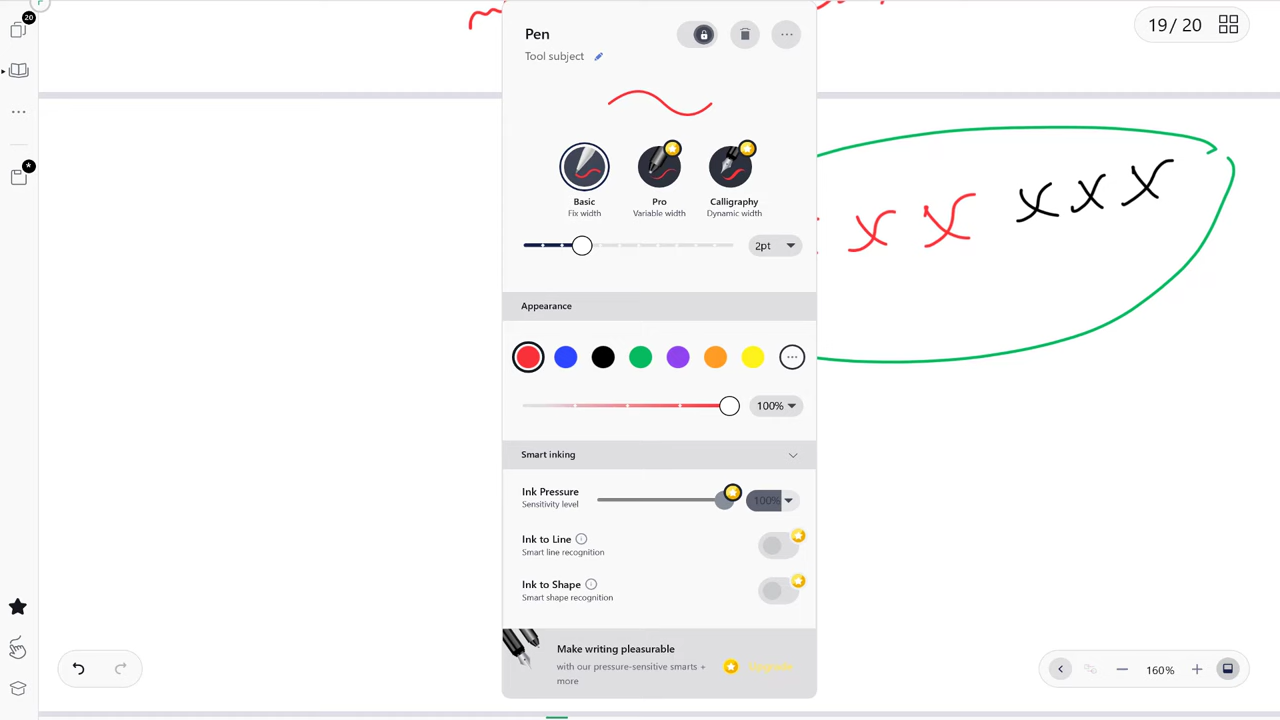 20
19 / 20
Pen
Tool subject
Basic Pro Calligraphy
Fix width Variable width Dynamic width
2pt
x x x x x
Appearance
100%
Smart inking
Ink Pressure
Sensitivity level
100%
Ink to Line
Smart line recognition
Ink to Shape
Smart shape recognition
Make writing pleasurable
with our pressure-sensitive smarts +
more
Upgrade
160%